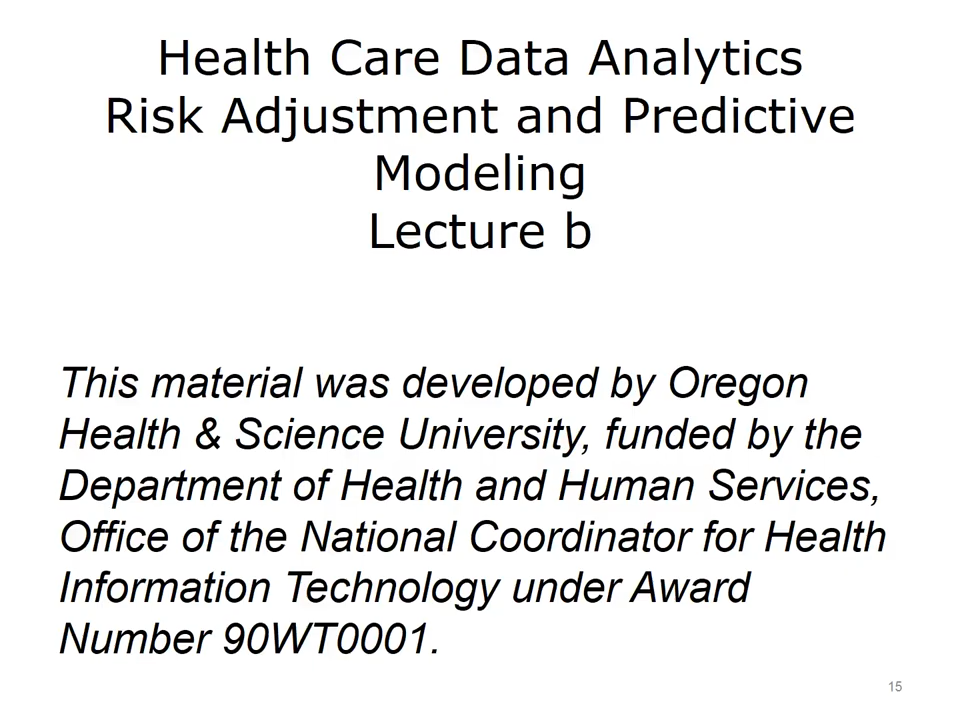 Health Care Data Analytics
Risk Adjustment and Predictive
Modeling
Lecture b
This material was developed by Oregon
Health & Science University, funded by the
Department of Health and Human Services,
Office of the National Coordinator for Health
Information Technology under Award
Number 90WT0001.
15